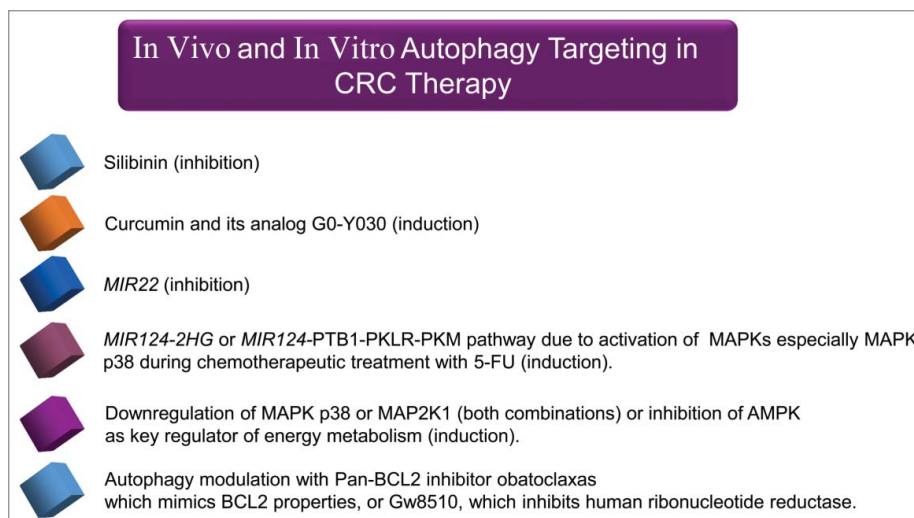 In Vivo and In Vitro Autophagy Targeting in
CRC Therapy
Silibinin (inhibition)
Curcumin and its analog G0-Y030 (induction)
MIR22 (inhibition)
MIR124-2HG or MIR124-PTB1-PKLR-PKM pathway due to activation of MAPKs especially MAPK
p38 during chemotherapeutic treatment with 5-FU (induction).
Downregulation of MAPK p38 or MAP2K1 (both combinations) or inhibition of AMPK
as key regulator of energy metabolism (induction).
Autophagy modulation with Pan-BCL2 inhibitor obatoclaxas
which mimics BCL2 properties, or Gw8510, which inhibits human ribonucleotide reductase.